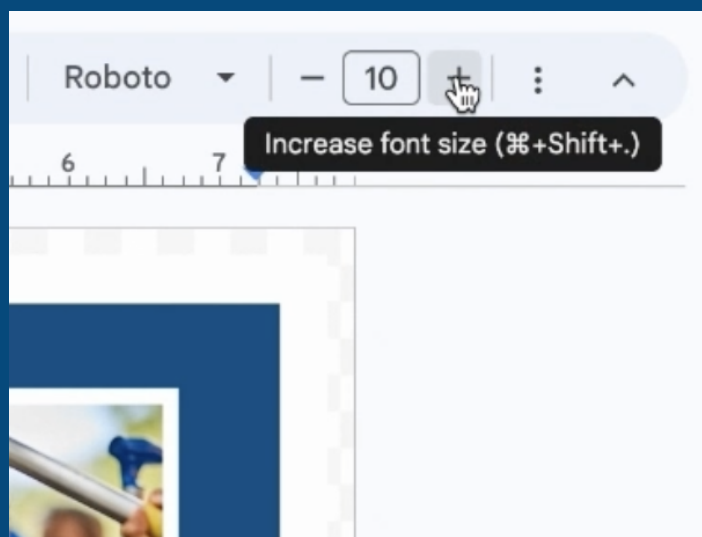 Roboto − 10 +
Increase font size (⌘+Shift+.)
6 7